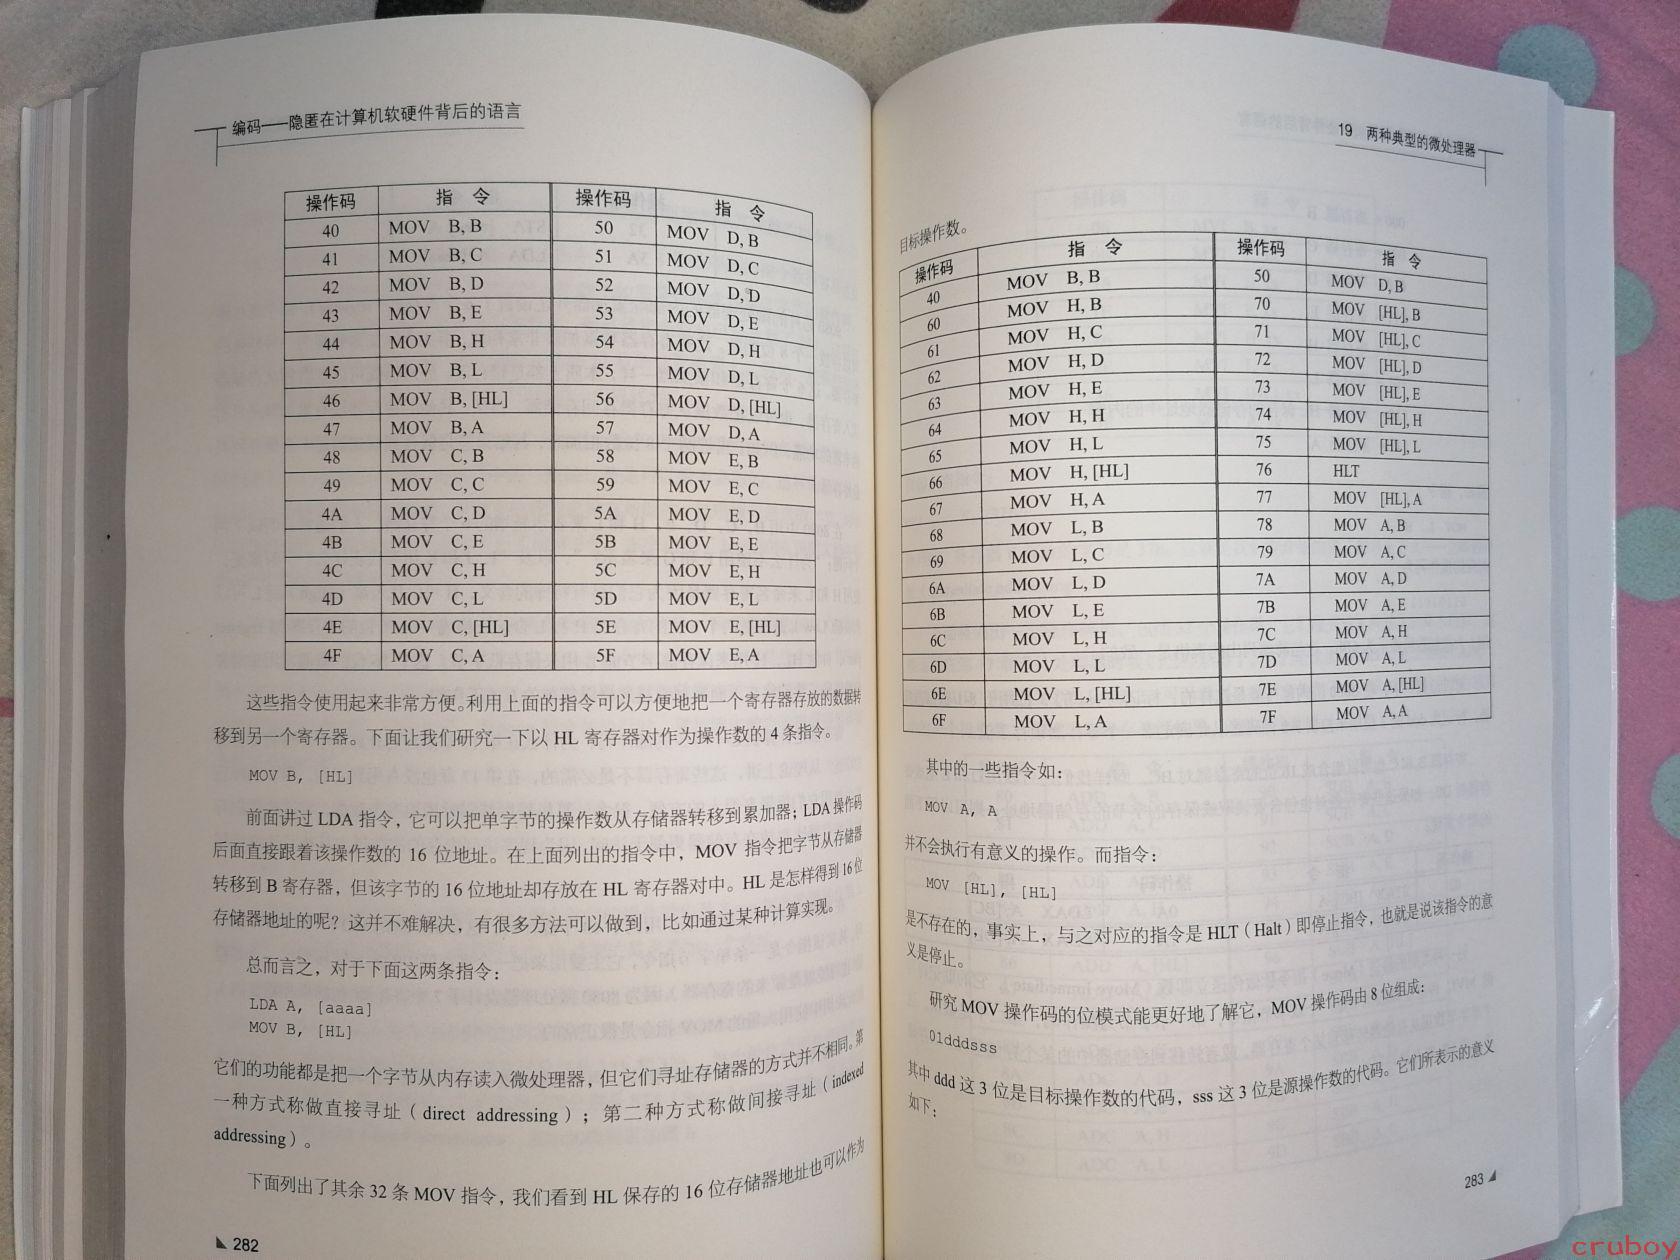 编码——隐匿在计算机软硬件背后的语言
操作码 指 令 操作码 指 令
40 MOV B, B 50 MOV D, B
41 MOV B, C 51 MOV D, C
42 MOV B, D 52 MOV D, D
43 MOV B, E 53 MOV D, E
44 MOV B, H 54 MOV D, H
45 MOV B, L 55 MOV D, L
46 MOV B, [HL] 56 MOV D, [HL]
47 MOV B, A 57 MOV D, A
48 MOV C, B 58 MOV E, B
49 MOV C, C 59 MOV E, C
4A MOV C, D 5A MOV E, D
4B MOV C, E 5B MOV E, E
4C MOV C, H 5C MOV E, H
4D MOV C, L 5D MOV E, L
4E MOV C, [HL] 5E MOV E, [HL]
4F MOV C, A 5F MOV E, A
这些指令使用起来非常方便。利用上面的指令可以方便地把一个寄存器存放的数据转
移到另一个寄存器。下面让我们研究一下以 HL 寄存器对作为操作数的 4 条指令。
MOV B, [HL]
前面讲过 LDA 指令，它可以把单字节的操作数从存储器转移到累加器；LDA 操作码
后面直接跟着该操作数的 16 位地址。在上面列出的指令中，MOV 指令把字节从存储器
转移到 B 寄存器，但该字节的 16 位地址却存放在 HL 寄存器对中。HL 是怎样得到 16 位
存储器地址的呢？这并不难解决，有很多方法可以做到，比如通过某种计算实现。
总而言之，对于下面这两条指令：
LDA A, [aaaa]
MOV B, [HL]
它们的功能都是把一个字节从内存读入微处理器，但它们寻址存储器的方式并不相同。第
一种方式称做直接寻址（direct addressing）；第二种方式称做间接寻址（indexed
addressing）。
下面列出了其余 32 条 MOV 指令，我们看到 HL 保存的 16 位存储器地址也可以作为
282
19 两种典型的微处理器
目标操作数。
操作码 指 令 操作码 指 令
40 MOV B, B 50 MOV D, B
60 MOV H, B 70 MOV [HL], B
61 MOV H, C 71 MOV [HL], C
62 MOV H, D 72 MOV [HL], D
63 MOV H, E 73 MOV [HL], E
64 MOV H, H 74 MOV [HL], H
65 MOV H, L 75 MOV [HL], L
66 MOV H, [HL] 76 HLT
67 MOV H, A 77 MOV [HL], A
68 MOV L, B 78 MOV A, B
69 MOV L, C 79 MOV A, C
6A MOV L, D 7A MOV A, D
6B MOV L, E 7B MOV A, E
6C MOV L, H 7C MOV A, H
6D MOV L, L 7D MOV A, L
6E MOV L, [HL] 7E MOV A, [HL]
6F MOV L, A 7F MOV A, A
其中的一些指令如：
MOV A, A
并不会执行有意义的操作。而指令：
MOV [HL], [HL]
是不存在的，事实上，与之对应的指令是 HLT（Halt）即停止指令，也就是说该指令的意
义是停止。
研究 MOV 操作码的位模式能更好地了解它，MOV 操作码由 8 位组成：
01dddsss
其中 ddd 这 3 位是目标操作数的代码，sss 这 3 位是源操作数的代码。它们所表示的意义
如下：
283
cruboy